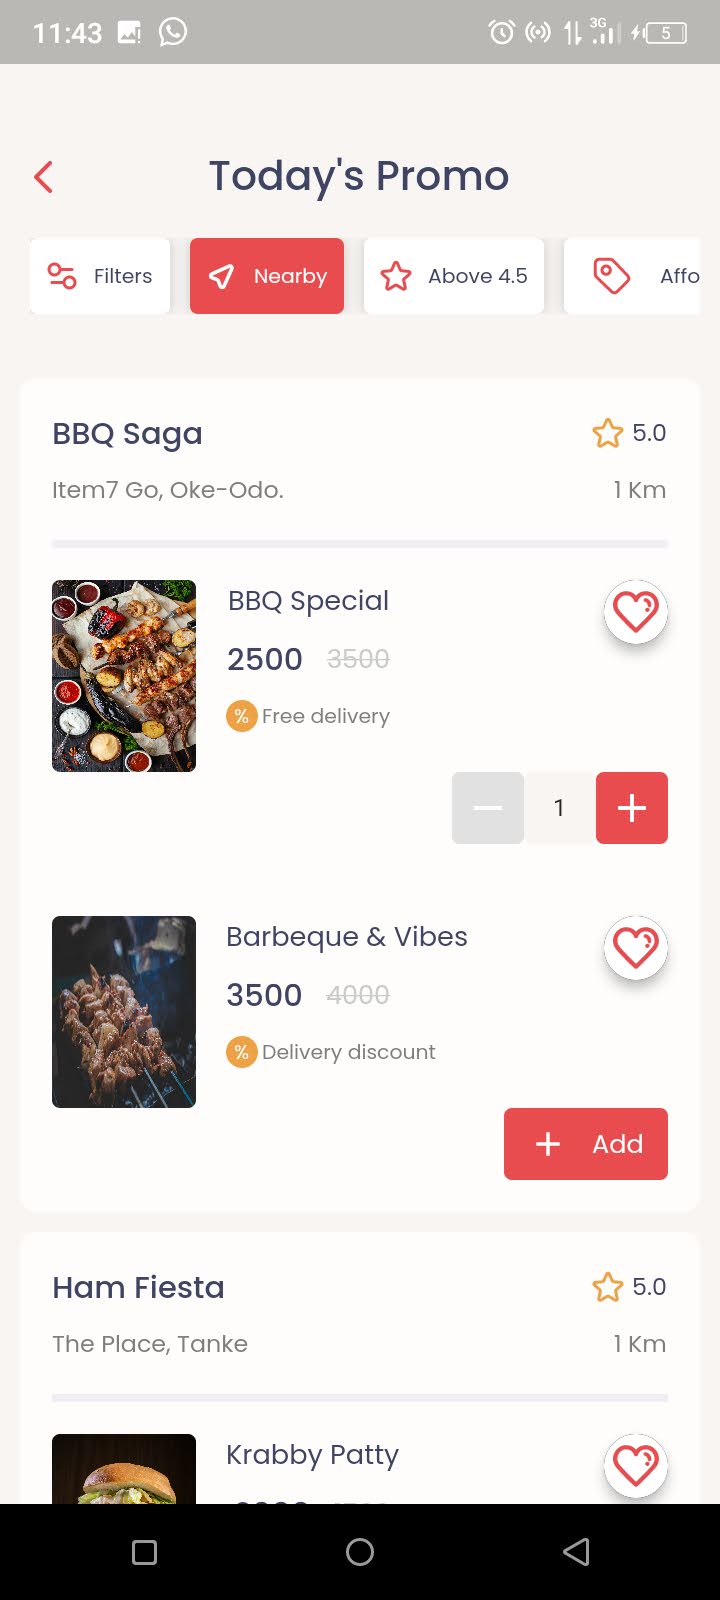 11:43
3G
5
Today's Promo
Filters
Nearby
Above 4.5
Affo
BBQ Saga
5.0
Item7 Go, Oke-Odo.
1 Km
BBQ Special
2500 3500
% Free delivery
1
Barbeque & Vibes
3500 4000
% Delivery discount
Add
Ham Fiesta
5.0
The Place, Tanke
1 Km
Krabby Patty